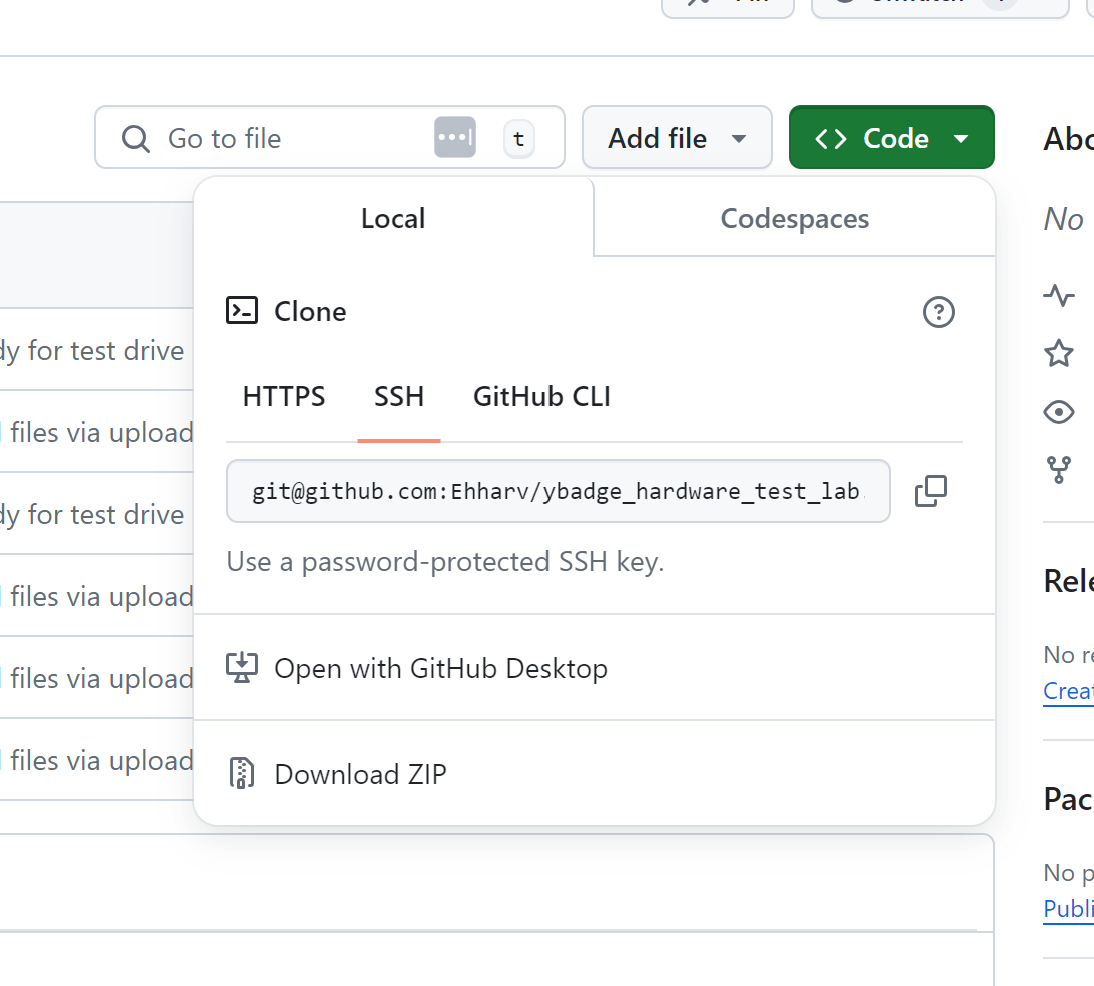 Go to file
t
Add file
Code
Local
Codespaces
Clone
HTTPS
SSH
GitHub CLI
git@github.com:Ehharv/ybadge_hardware_test_lab.
Use a password-protected SSH key.
Open with GitHub Desktop
Download ZIP
dy for test drive
files via upload
dy for test drive
files via upload
files via upload
files via upload
Abo
No
Rele
No re
Creat
Pac
No p
Publi